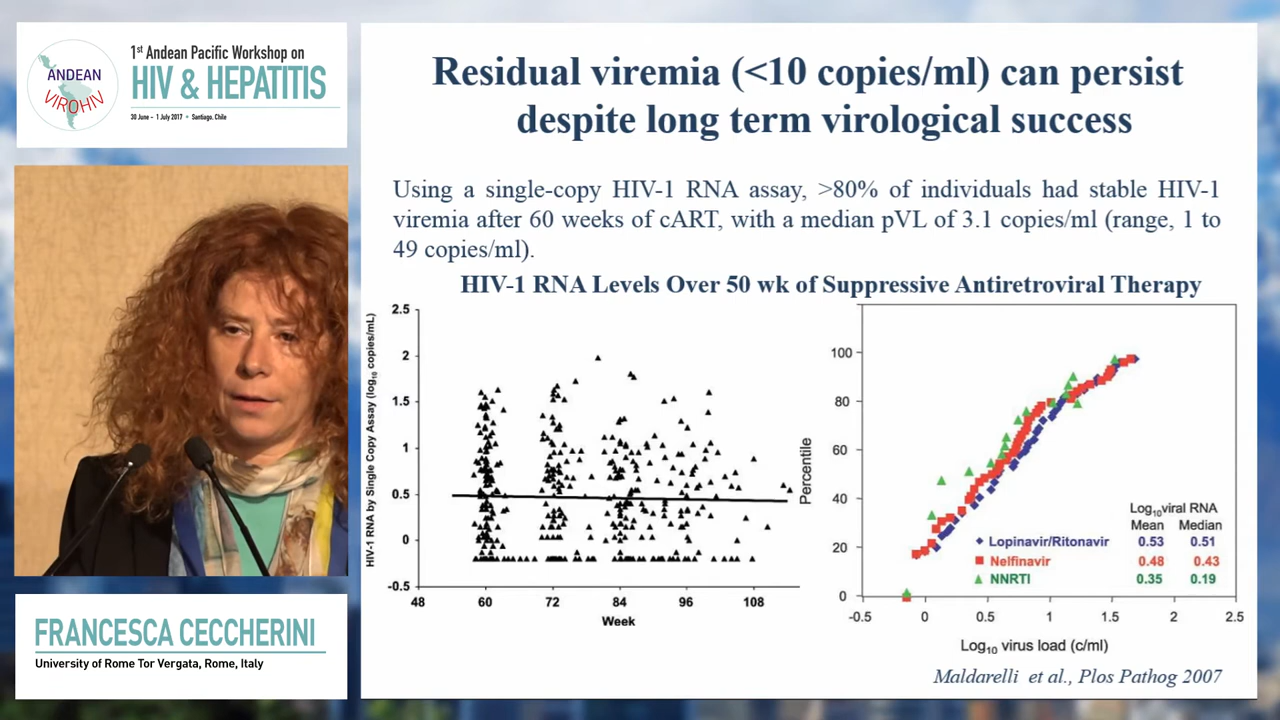 ANDEAN
VIROHIV
1st Andean Pacific Workshop on
HIV & HEPATITIS
30 June - 1 July 2017 • Santiago, Chile
FRANCESCA CECCHERINI
University of Rome Tor Vergata, Rome, Italy
Residual viremia (<10 copies/ml) can persist
despite long term virological success
Using a single-copy HIV-1 RNA assay, >80% of individuals had stable HIV-1
viremia after 60 weeks of cART, with a median pVL of 3.1 copies/ml (range, 1 to
49 copies/ml).
HIV-1 RNA Levels Over 50 wk of Suppressive Antiretroviral Therapy
HIV-1 RNA by Single Copy Assay (log10 copies/mL)
2.5
2
1.5
1
0.5
0
-0.5
48 60 72 84 96 108
Week
Percentile
100
80
60
40
20
0
Log10viral RNA
Mean Median
Lopinavir/Ritonavir 0.53 0.51
Nelfinavir 0.48 0.43
NNRTI 0.35 0.19
-0.5 0 0.5 1 1.5 2 2.5
Log10 virus load (c/ml)
Maldarelli et al., Plos Pathog 2007